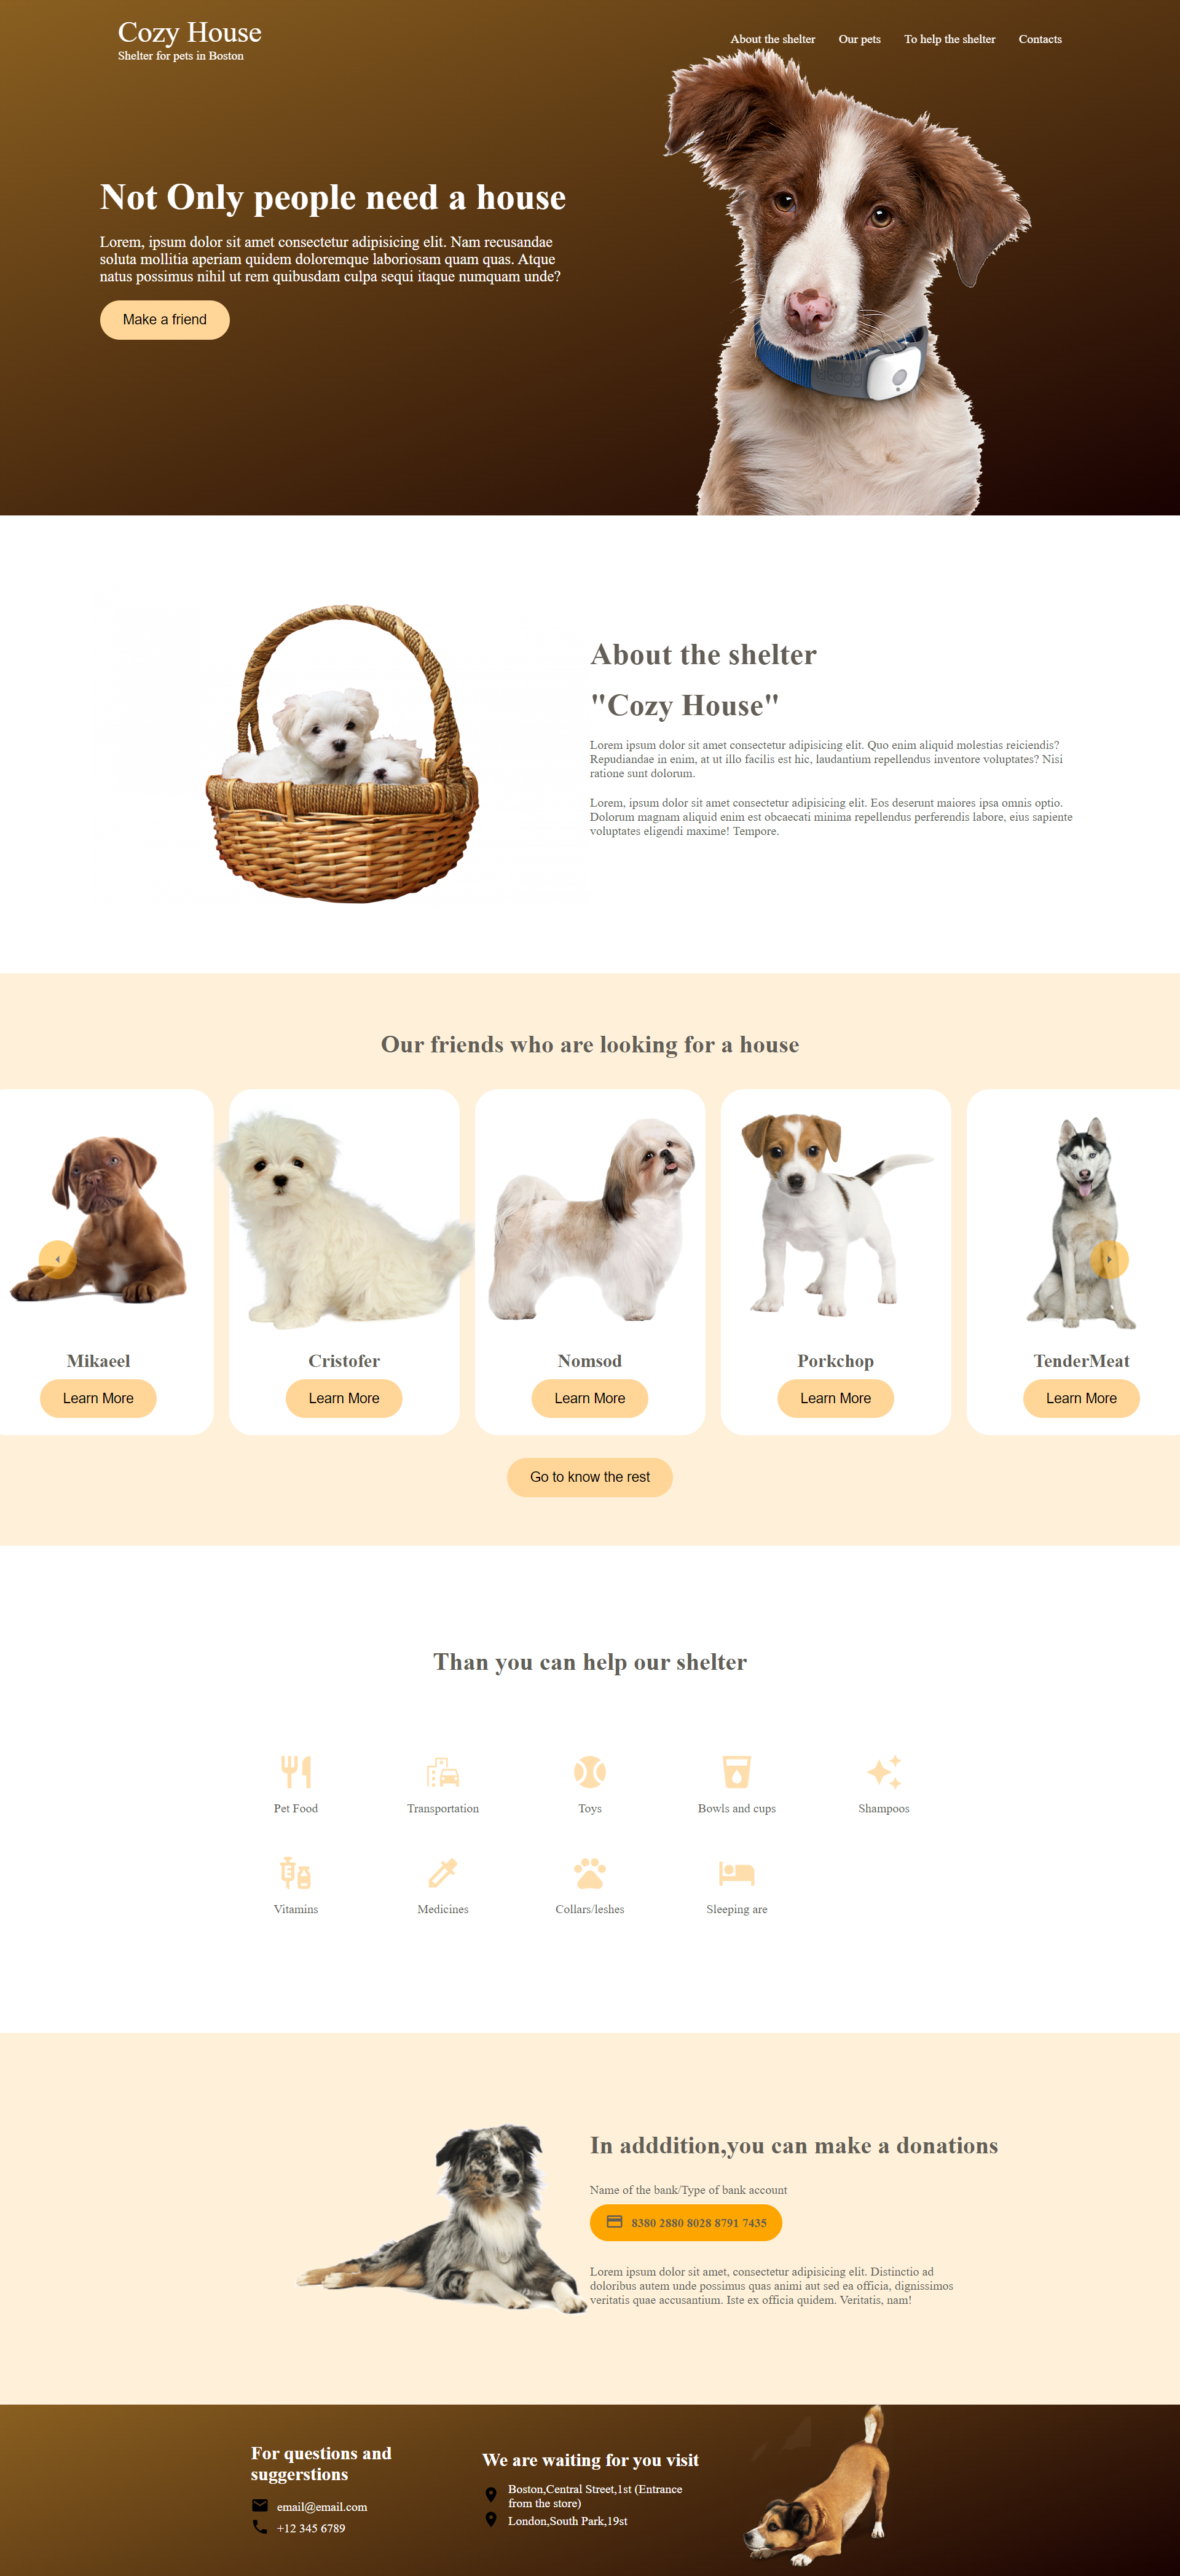 Cozy House
Shelter for pets in Boston
About the shelter
Our pets
To help the shelter
Contacts
Not Only people need a house
Lorem, ipsum dolor sit amet consectetur adipisicing elit. Nam recusandae
soluta mollitia aperiam quidem doloremque laboriosam quam quas. Atque
natus possimus nihil ut rem quibusdam culpa sequi itaque numquam unde?
Make a friend
About the shelter
"Cozy House"
Lorem ipsum dolor sit amet consectetur adipisicing elit. Quo enim aliquid molestias reiciendis?
Repudiandae in enim, at ut illo facilis est hic, laudantium repellendus inventore voluptates? Nisi
ratione sunt dolorum.
Lorem, ipsum dolor sit amet consectetur adipisicing elit. Eos deserunt maiores ipsa omnis optio.
Dolorum magnam aliquid enim est obcaecati minima repellendus perferendis labore, eius sapiente
voluptates eligendi maxime! Tempore.
Our friends who are looking for a house
Mikaeel
Learn More
Cristofer
Learn More
Nomsod
Learn More
Porkchop
Learn More
TenderMeat
Learn More
Go to know the rest
Than you can help our shelter
Pet Food
Transportation
Toys
Bowls and cups
Shampoos
Vitamins
Medicines
Collars/leshes
Sleeping are
In adddition,you can make a donations
Name of the bank/Type of bank account
8380 2880 8028 8791 7435
Lorem ipsum dolor sit amet, consectetur adipisicing elit. Distinctio ad
doloribus autem unde possimus quas animi aut sed ea officia, dignissimos
veritatis quae accusantium. Iste ex officia quidem. Veritatis, nam!
For questions and
suggerstions
email@email.com
+12 345 6789
We are waiting for you visit
Boston,Central Street,1st (Entrance
from the store)
London,South Park,19st